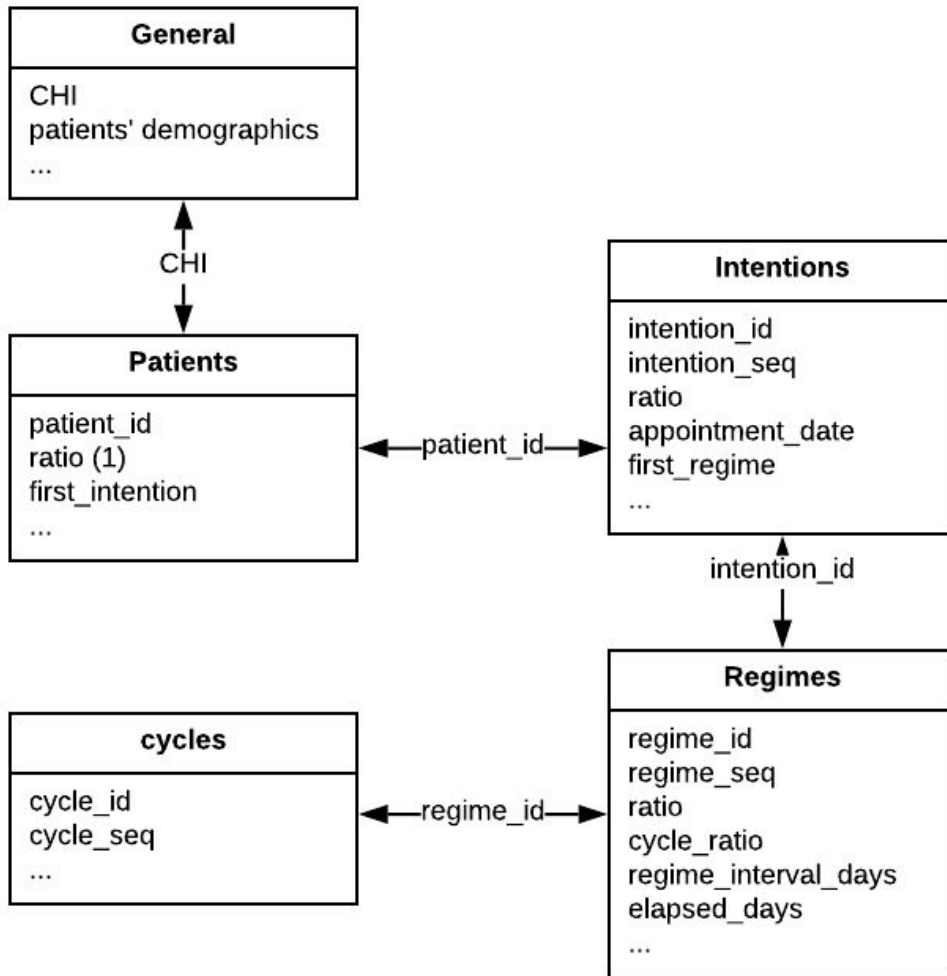 General
CHI
patients' demographics
...
CHI
Patients
patient_id
ratio (1)
first_intention
...
patient_id
Intentions
intention_id
intention_seq
ratio
appointment_date
first_regime
...
intention_id
Regimes
regime_id
regime_seq
ratio
cycle_ratio
regime_interval_days
elapsed_days
...
regime_id
cycles
cycle_id
cycle_seq
...